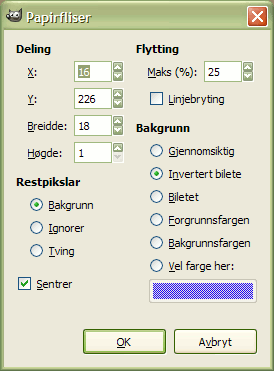 Papirfliser
Deling
X: 16
Y: 226
Breidde: 18
Høgde: 1
Restpikslar
Bakgrunn
Ignorer
Tving
Sentrer
Flytting
Maks (%): 25
Linjebryting
Bakgrunn
Gjennomsiktig
Invertert bilete
Biletet
Forgrunnsfargen
Bakgrunnsfargen
Vel farge her:
OK
Avbryt